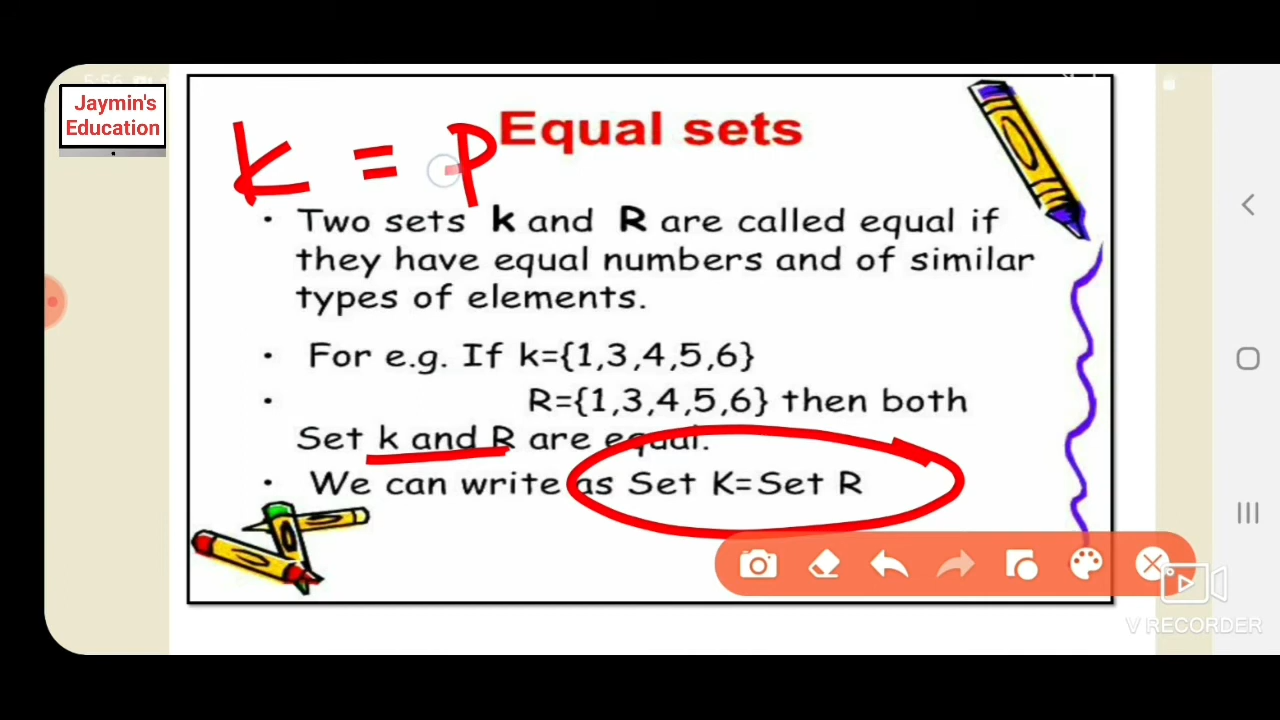 5:56
Jaymin's
Education
Equal sets
k = P
• Two sets k and R are called equal if
they have equal numbers and of similar
types of elements.
• For e.g. If k={1,3,4,5,6}
• R={1,3,4,5,6} then both
Set k and R are equal.
• We can write as Set K=Set R
V RECORDER